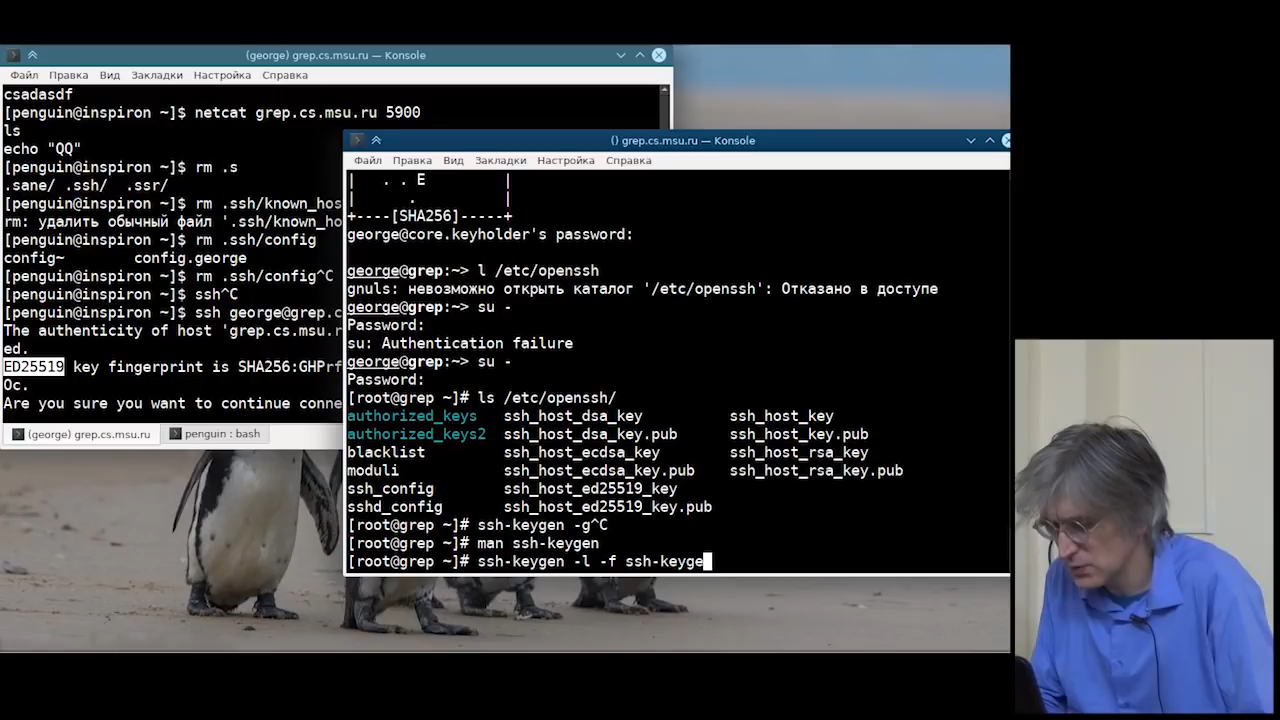 (george) grep.cs.msu.ru — Konsole
Файл Правка Вид Закладки Настройка Справка
csadasdf
[penguin@inspiron ~]$ netcat grep.cs.msu.ru 5900
ls
echo "QQ"
[penguin@inspiron ~]$ rm .s
.sane/ .ssh/ .ssr/
[penguin@inspiron ~]$ rm .ssh/known_hos
rm: удалить обычный файл '.ssh/known_
[penguin@inspiron ~]$ rm .ssh/config
config~ config.george
[penguin@inspiron ~]$ rm .ssh/config^C
[penguin@inspiron ~]$ ssh^C
[penguin@inspiron ~]$ ssh george@grep.c
The authenticity of host 'grep.cs.msu.r
ed.
ED25519 key fingerprint is SHA256:GHPrf
Oc.
Are you sure you want to continue conne
(george) grep.cs.msu.ru penguin : bash
() grep.cs.msu.ru — Konsole
Файл Правка Вид Закладки Настройка Справка
| . . E |
| . |
+----[SHA256]-----+
george@core.keyholder's password:
george@grep:~> l /etc/openssh
gnuls: невозможно открыть каталог '/etc/openssh': Отказано в доступе
george@grep:~> su -
Password:
su: Authentication failure
george@grep:~> su -
Password:
[root@grep ~]# ls /etc/openssh/
authorized_keys ssh_host_dsa_key ssh_host_key
authorized_keys2 ssh_host_dsa_key.pub ssh_host_key.pub
blacklist ssh_host_ecdsa_key ssh_host_rsa_key
moduli ssh_host_ecdsa_key.pub ssh_host_rsa_key.pub
ssh_config ssh_host_ed25519_key
sshd_config ssh_host_ed25519_key.pub
[root@grep ~]# ssh-keygen -g^C
[root@grep ~]# man ssh-keygen
[root@grep ~]# ssh-keygen -l -f ssh-keyge